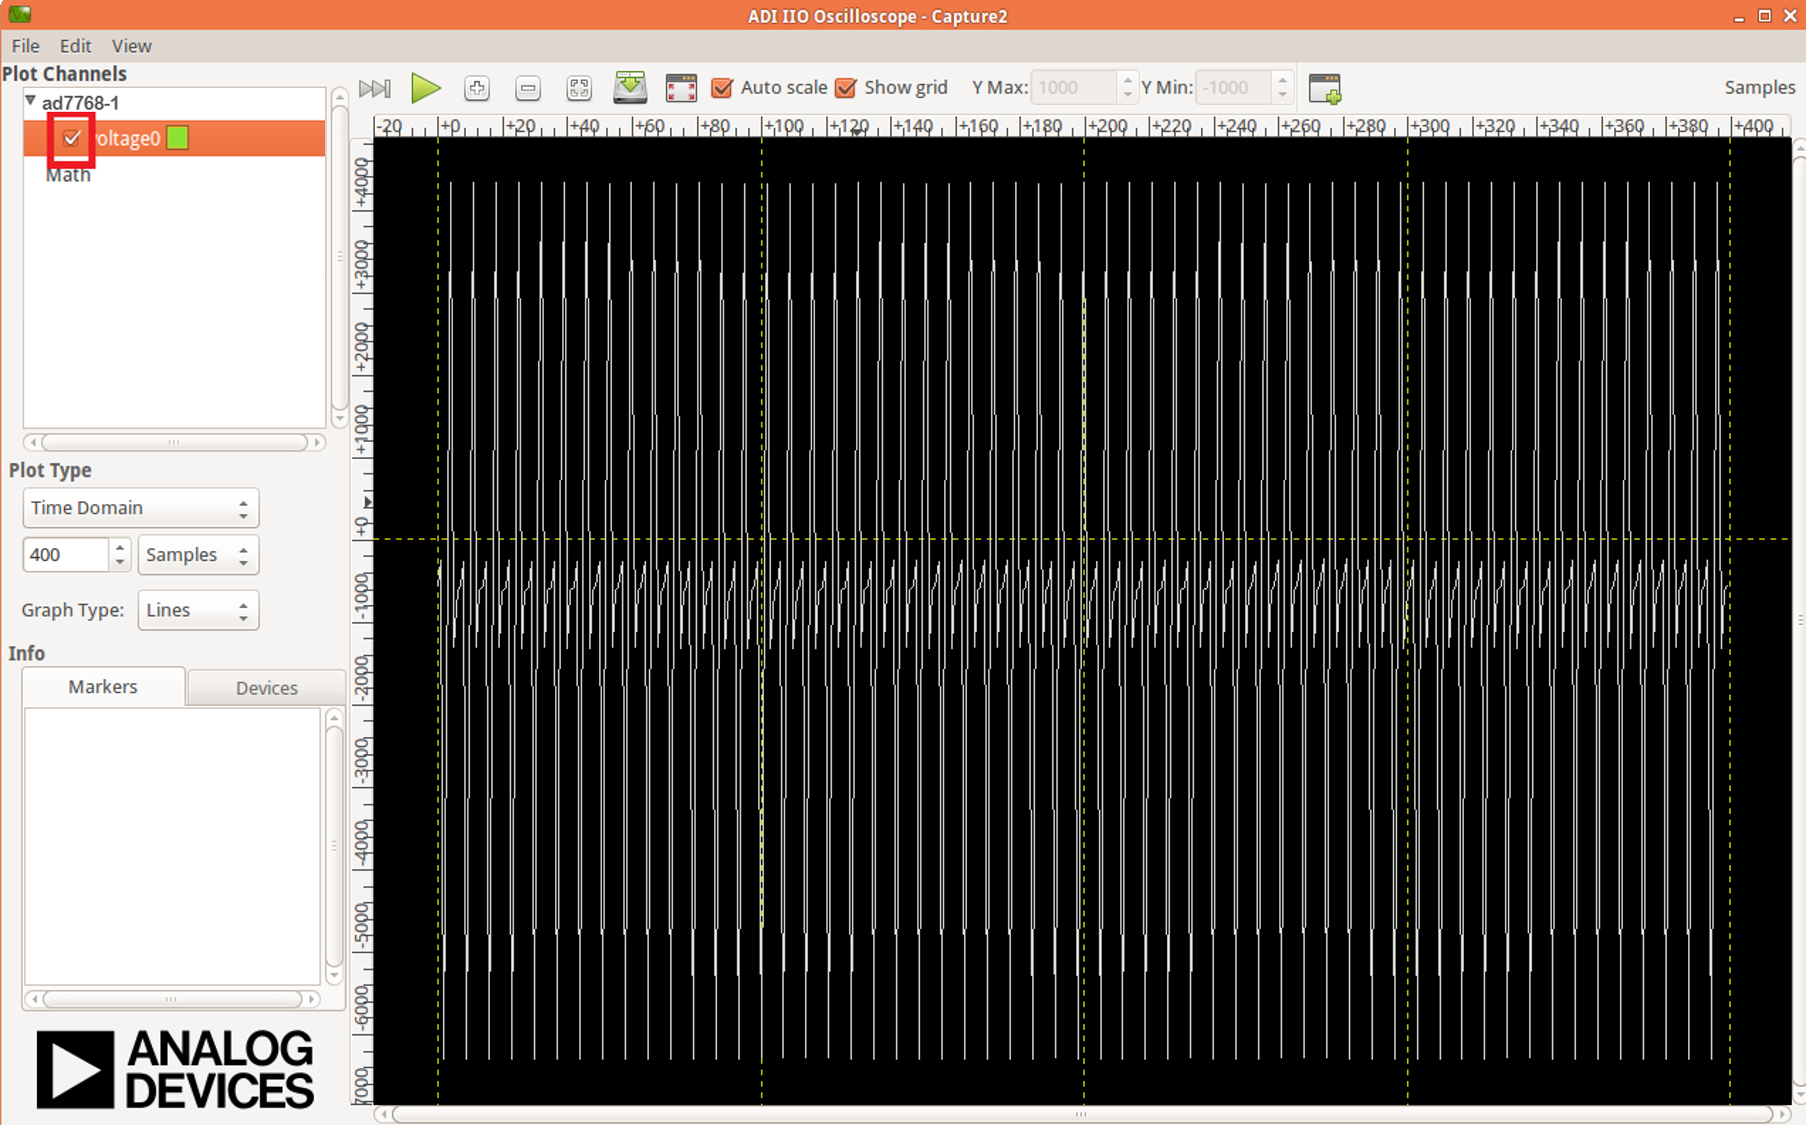 ADI IIO Oscilloscope - Capture2
File Edit View
Plot Channels
ad7768-1
oltage0
Math
Auto scale Show grid Y Max: 1000 Y Min: -1000 Samples
-20 +0 +20 +40 +60 +80 +100 +120 +140 +160 +180 +200 +220 +240 +260 +280 +300 +320 +340 +360 +380 +400
+4000
+3000
+2000
+1000
+0
-1000
-2000
-3000
-4000
-5000
-6000
7000
Plot Type
Time Domain
400 Samples
Graph Type: Lines
Info
Markers Devices
ANALOG
DEVICES